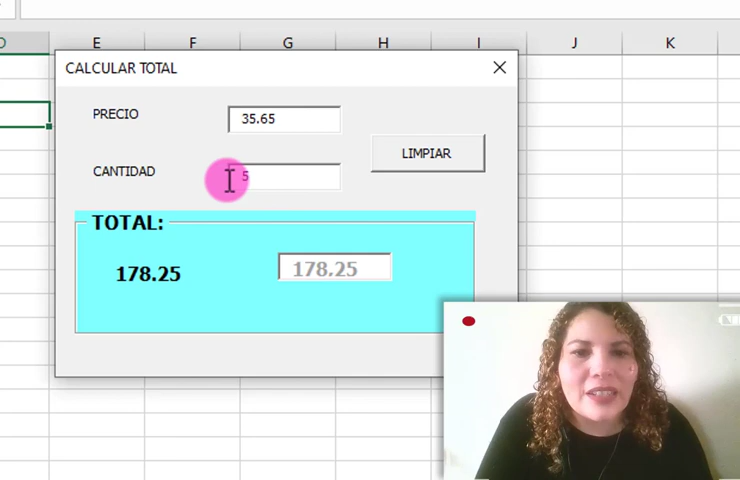 E F G H I J K
CALCULAR TOTAL
PRECIO 35.65
LIMPIAR
CANTIDAD 5
TOTAL:
178.25 178.25